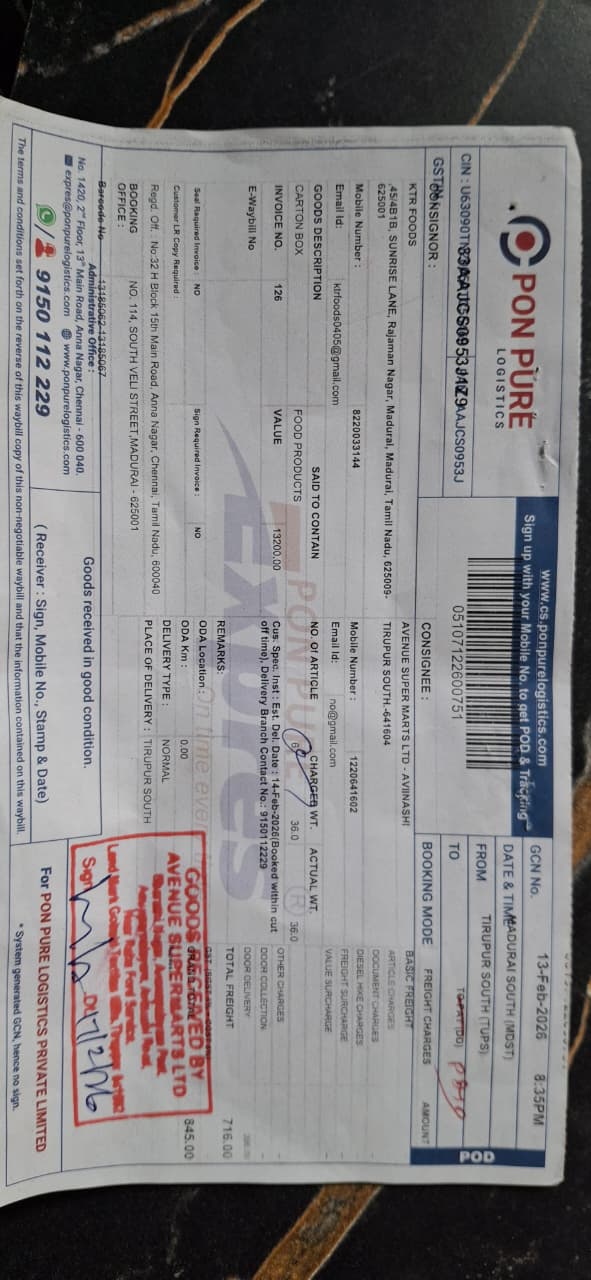 PON PURE
LOGISTICS
www.cs.ponpurelogistics.com
Sign up with your Mobile No. to get POD & Tracking
GCN No.
13-Feb-2026 8:35PM
DATE & TIME
MADURAI SOUTH (MDST)
FROM
TIRUPUR SOUTH (TUPS)
TO
05107122600751
POD
BOOKING MODE
CONSIGNOR :
KTR FOODS
,45/4B1B, SUNRISE LANE, Rajaman Nagar, Madurai, Madurai, Tamil Nadu, 625009-
625001
Mobile Number : 8220033144
Email Id: ktrfoods0405@gmail.com
CONSIGNEE :
AVENUE SUPER MARTS LTD - AVIINASHI
TIRUPUR SOUTH.-641604
Mobile Number : 1220641602
Email Id: no@gmail.com
FREIGHT CHARGES AMOUNT
BASIC FREIGHT
ARTICLE CHARGES
DOCUMENT CHARGES
DIESEL HIKE CHARGES
FREIGHT SURCHARGE
VALUE SURCHARGE
OTHER CHARGES
DOOR COLLECTION
DOOR DELIVERY
TOTAL FREIGHT 716.00
845.00
GOODS DESCRIPTION SAID TO CONTAIN NO. OF ARTICLE CHARGED WT. ACTUAL WT.
CARTON BOX FOOD PRODUCTS 6 36.0 36.0
INVOICE NO. 126 VALUE 13200.00
E-Waybill No
Cus. Spec. Inst : Est. Del. Date : 14-Feb-2026(Booked within cut
off time), Delivery Branch Contact No.: 9150112229
REMARKS:
Seal Required Invoice : NO Sign Required Invoice : NO
Customer LR Copy Required :
ODA Location :
ODA Km : 0.00
DELIVERY TYPE : NORMAL
PLACE OF DELIVERY : TIRUPUR SOUTH
Regd. Off. : No:32 H Block 15th Main Road, Anna Nagar, Chennai, Tamil Nadu, 600040
BOOKING
OFFICE :
NO. 114, SOUTH VELI STREET,MADURAI - 625001
Barcode No 13185062-13185067
Administrative Office :
No. 1420, 2nd Floor, 13th Main Road, Anna Nagar, Chennai - 600 040.
expres@ponpurelogistics.com www.ponpurelogistics.com
9150 112 229
Goods received in good condition.
( Receiver : Sign, Mobile No., Stamp & Date)
GOODS RECEIVED BY
AVENUE SUPERMARTS LTD
Sign
17/2/26
For PON PURE LOGISTICS PRIVATE LIMITED
The terms and conditions set forth on the reverse of this waybill copy of this non-negotiable waybill and that the information contained on this waybill.
* System generated GCN, hence no sign.